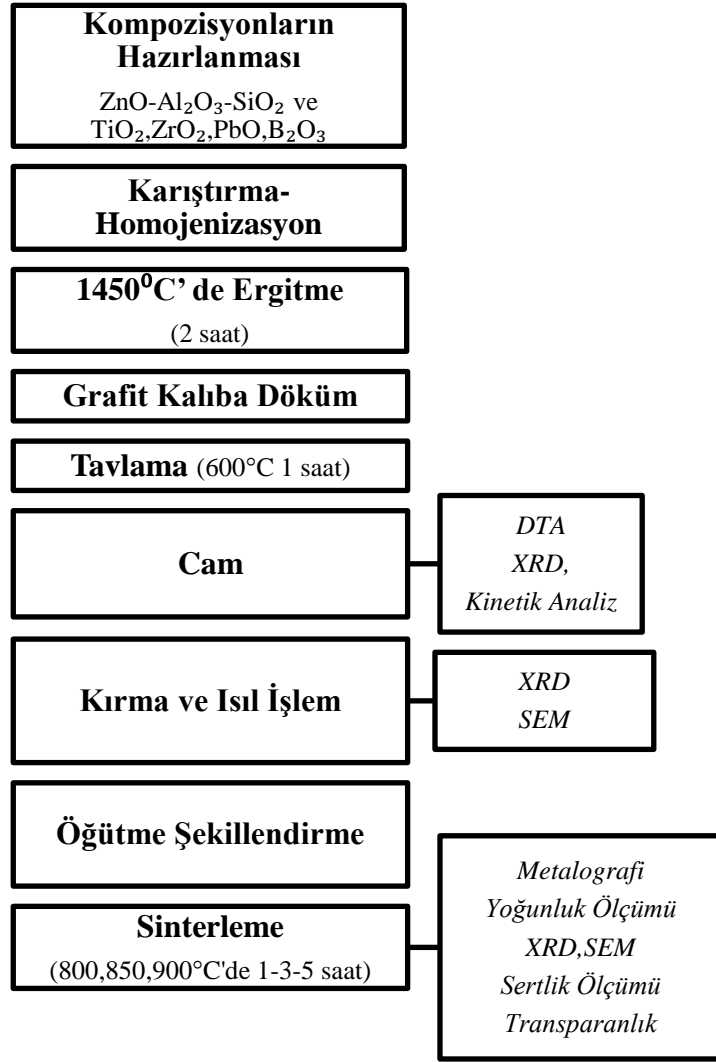 Kompozisyonların
Hazırlanması
ZnO-Al₂O₃-SiO₂ ve
TiO₂,ZrO₂,PbO,B₂O₃
Karıştırma-
Homojenizasyon
1450⁰C’ de Ergitme
(2 saat)
Grafit Kalıba Döküm
Tavlama (600°C 1 saat)
Cam
DTA
XRD,
Kinetik Analiz
Kırma ve Isıl İşlem
XRD
SEM
Öğütme Şekillendirme
Sinterleme
(800,850,900°C'de 1-3-5 saat)
Metalografi
Yoğunluk Ölçümü
XRD,SEM
Sertlik Ölçümü
Transparanlık